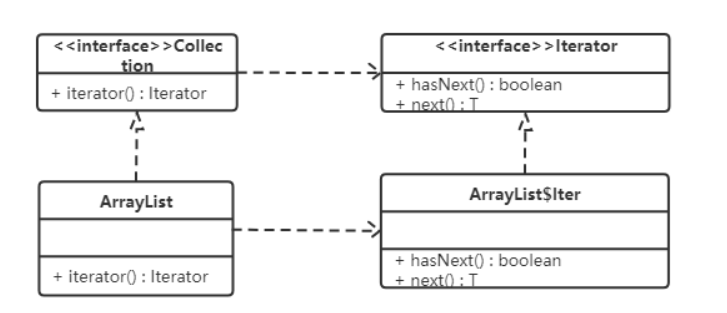 <<interface>>Collec
tion
+ iterator() : Iterator
<<interface>>Iterator
+ hasNext() : boolean
+ next() : T
ArrayList
+ iterator() : Iterator
ArrayList$Iter
+ hasNext() : boolean
+ next() : T